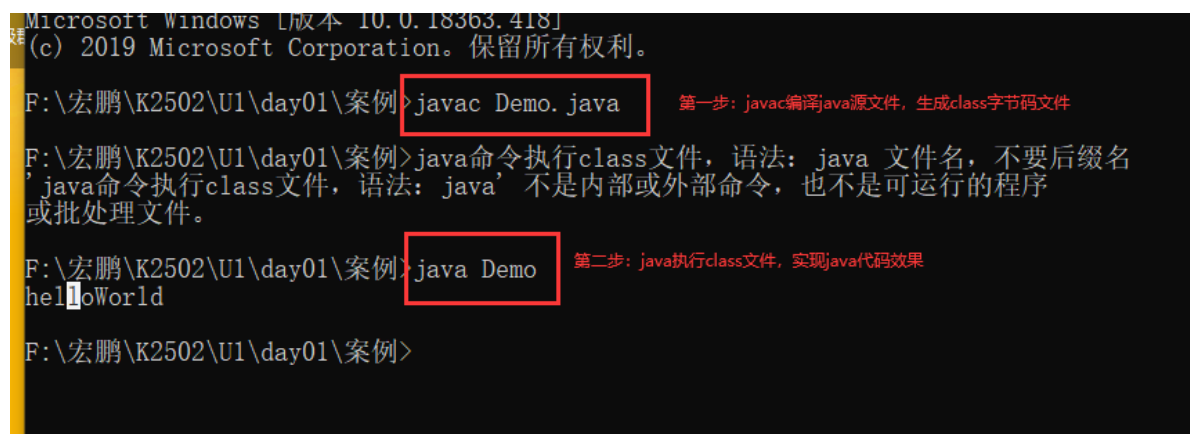 Microsoft Windows [版本 10.0.18363.418]
(c) 2019 Microsoft Corporation。保留所有权利。
F:\宏鹏\K2502\U1\day01\案例>javac Demo.java 第一步：javac编译java源文件，生成class字节码文件
F:\宏鹏\K2502\U1\day01\案例>java命令执行class文件，语法：java 文件名，不要后缀名
'java命令执行class文件，语法：java' 不是内部或外部命令，也不是可运行的程序
或批处理文件。
F:\宏鹏\K2502\U1\day01\案例>java Demo 第二步：java执行class文件，实现java代码效果
helloWorld
F:\宏鹏\K2502\U1\day01\案例>